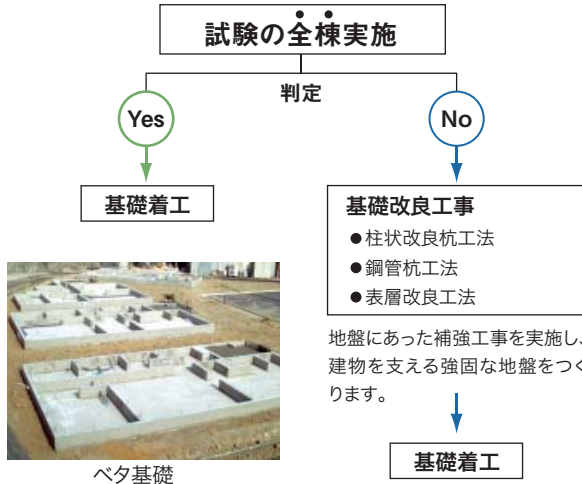 試験の全棟実施
判定
Yes
No
基礎着工
基礎改良工事
●柱状改良杭工法
●鋼管杭工法
●表層改良工法
地盤にあった補強工事を実施し、
建物を支える強固な地盤をつく
ります。
ベタ基礎
基礎着工